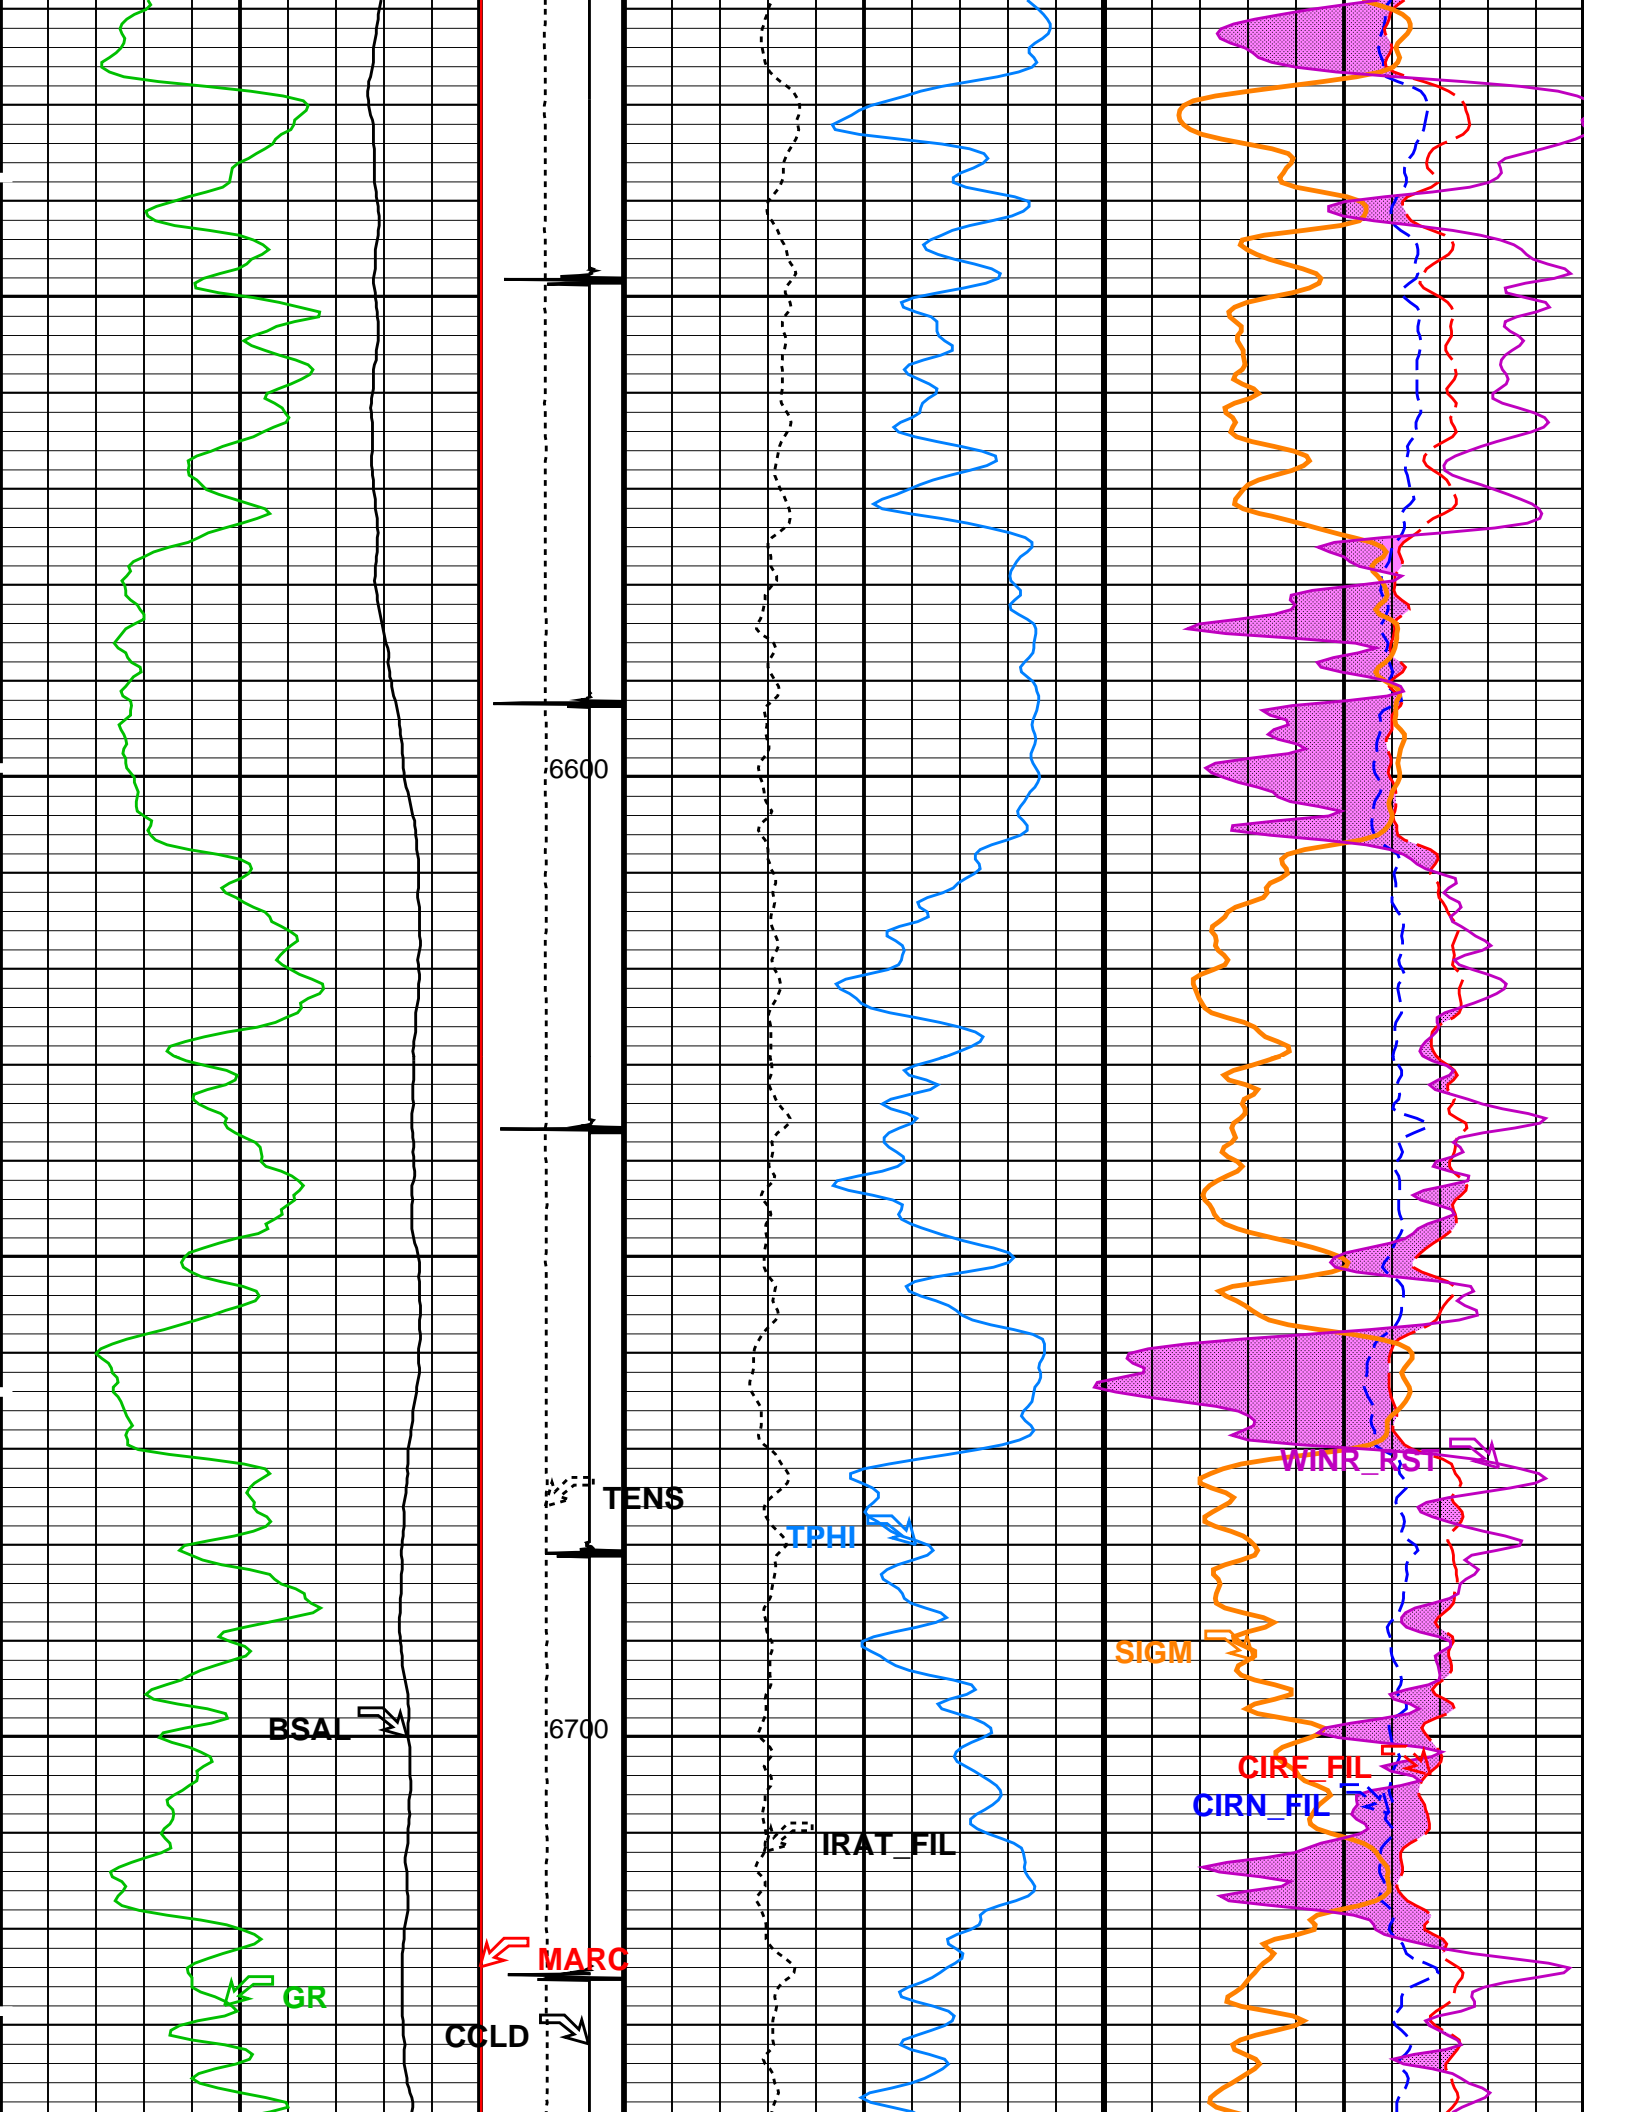 6600
WINR_RST
TENS
TPHI
SIGM
BSAL
6700
CIRF_FIL
CIRN_FIL
IRAT_FIL
MARC
GR
CCLD